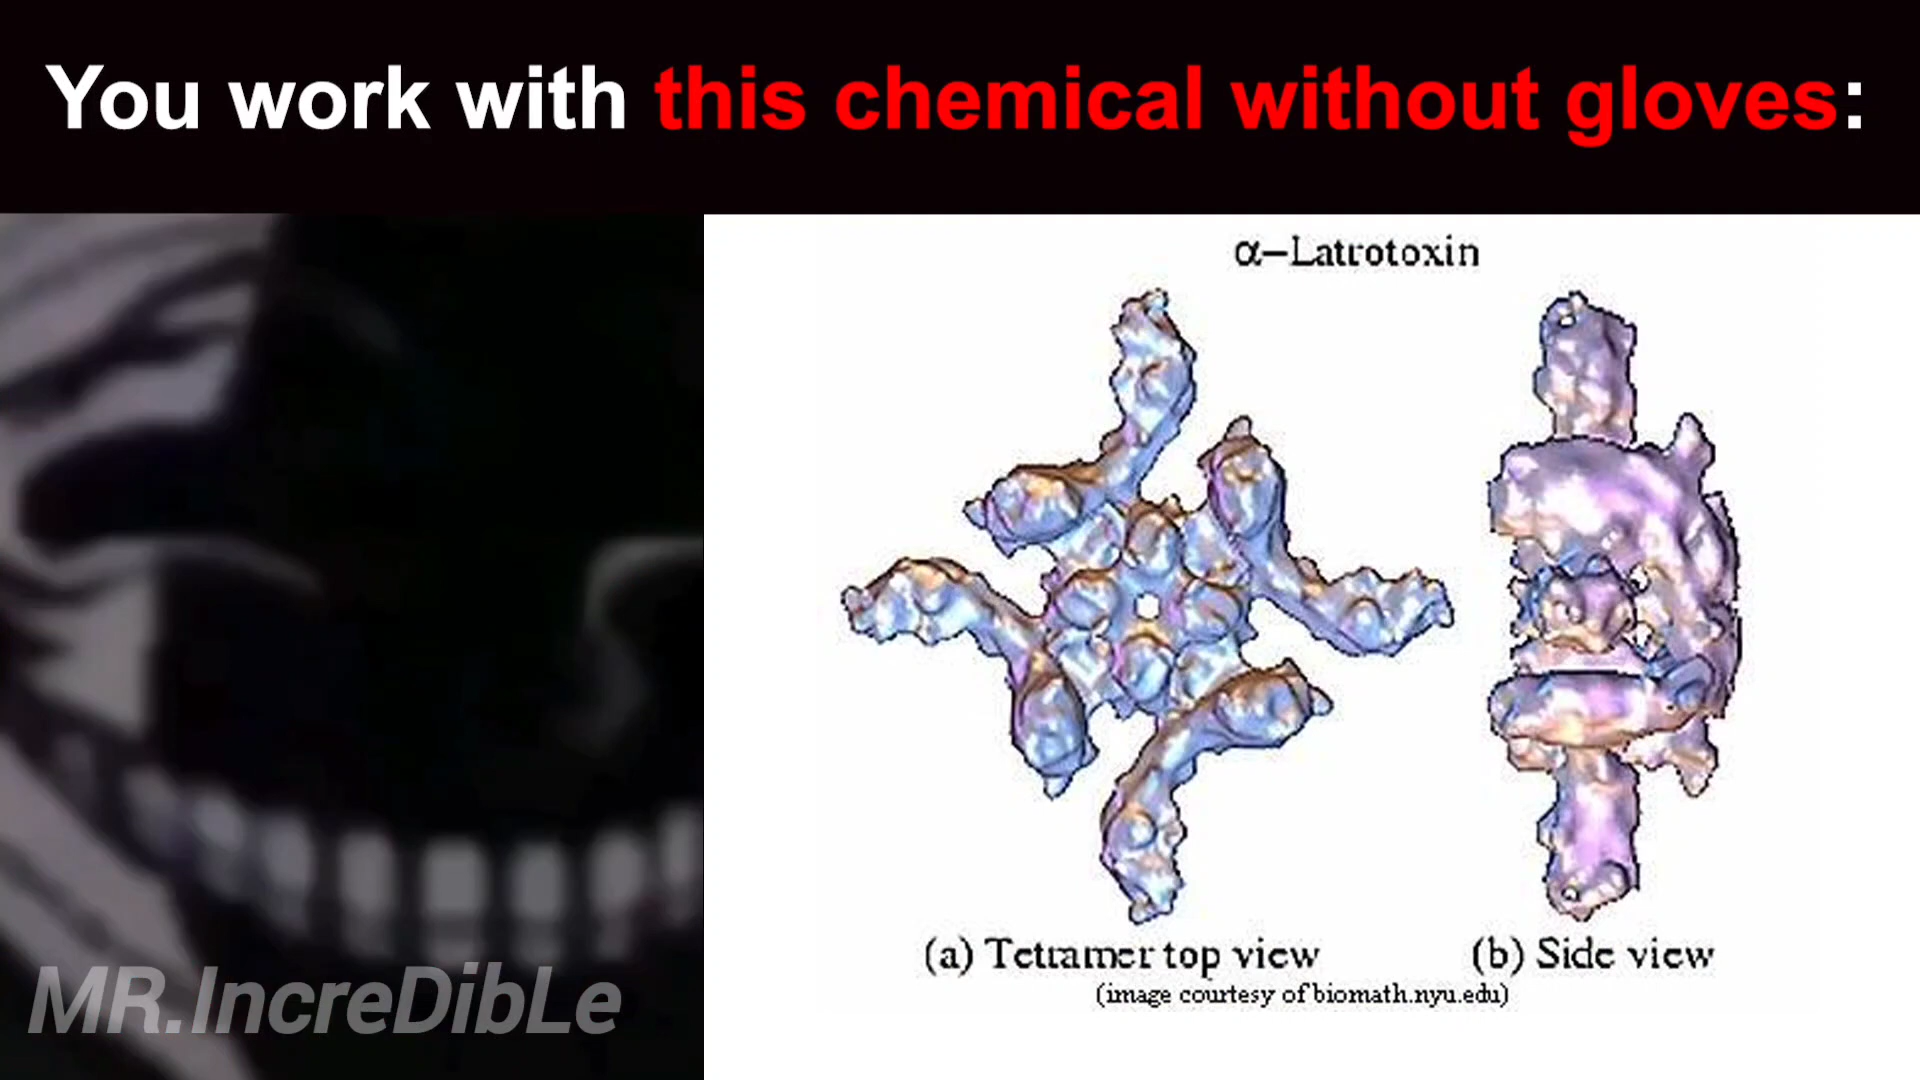 You work with this chemical without gloves:
α–Latrotoxin
(a) Tetramer top view
(b) Side view
(image courtesy of biomath.nyu.edu)
MR.IncreDibLe